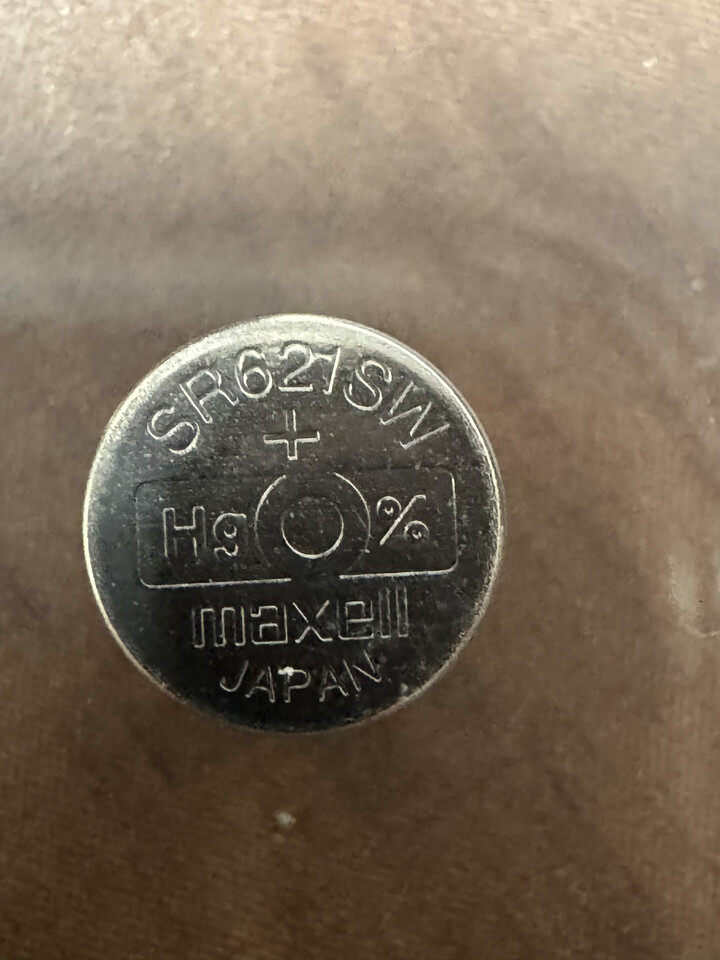 SR621SW
+
Hg 0 %
maxell
JAPAN